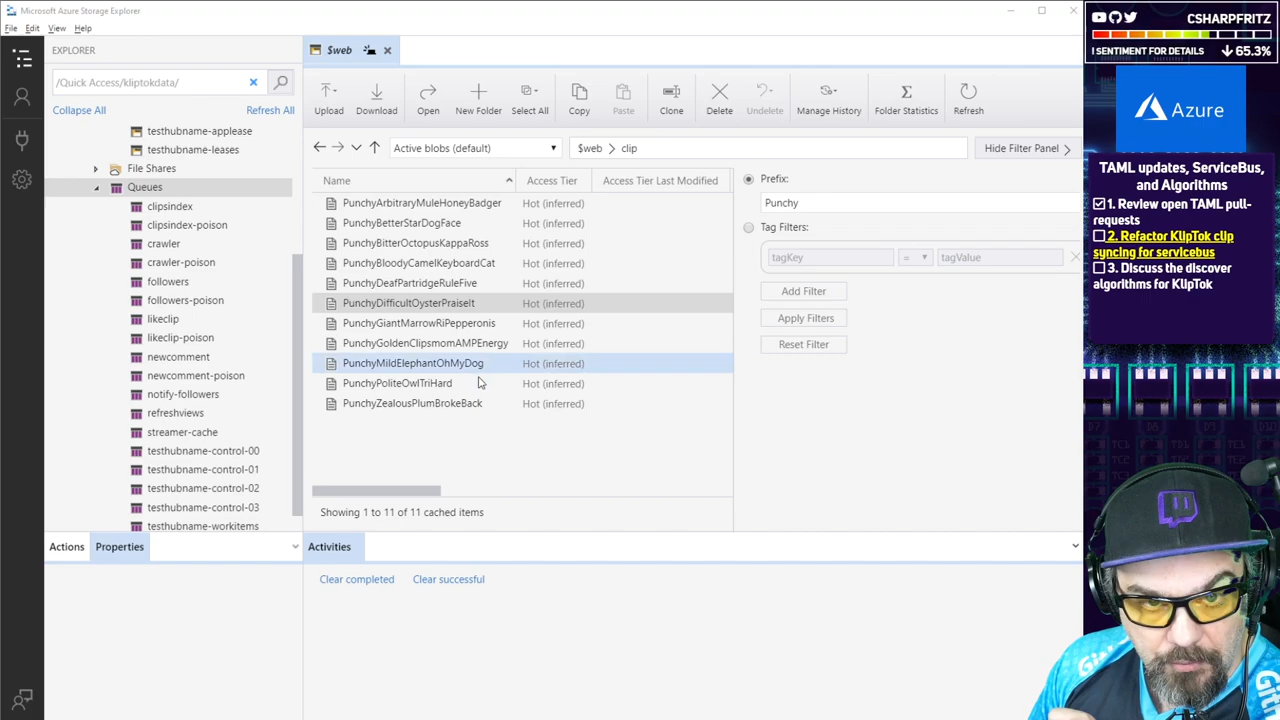 Microsoft Azure Storage Explorer
File Edit View Help
EXPLORER
/Quick Access/kliptokdata/
Collapse All
Refresh All
testhubname-applease
testhubname-leases
File Shares
Queues
clipsindex
clipsindex-poison
crawler
crawler-poison
followers
followers-poison
likeclip
likeclip-poison
newcomment
newcomment-poison
notify-followers
refreshviews
streamer-cache
testhubname-control-00
testhubname-control-01
testhubname-control-02
testhubname-control-03
testhubname-workitems
Actions
Properties
$web
Upload
Download
Open
New Folder
Select All
Copy
Paste
Clone
Delete
Undelete
Manage History
Folder Statistics
Refresh
Active blobs (default)
$web > clip
Hide Filter Panel
Name
Access Tier
Access Tier Last Modified
PunchyArbitraryMuleHoneyBadger Hot (inferred)
PunchyBitterStarDogFace Hot (inferred)
PunchyBitterOctopusKappaRoss Hot (inferred)
Hot (inferred)
PunchyDeafPartridgeRuleFive Hot (inferred)
PunchyDifficultOysterPraiseIt Hot (inferred)
PunchyGiantMarrowRiPepperonis Hot (inferred)
PunchyGoldenClipsmomAMPEnergy Hot (inferred)
PunchyMildElephantOhMyDog Hot (inferred)
PunchyPoliteOwlTriHard Hot (inferred)
PunchyZealousPlumBrokeBack Hot (inferred)
Showing 1 to 11 of 11 cached items
Prefix:
Punchy
Tag Filters:
tagKey
=
tagValue
Add Filter
Apply Filters
Reset Filter
Activities
Clear completed
Clear successful
CSHARPFRITZ
! SENTIMENT FOR DETAILS ↓ 65.3%
Azure
TAML updates, ServiceBus,
and Algorithms
1. Review open TAML pull-
requests
2. Refactor KlipTok clip
syncing for servicebus
3. Discuss the discover
algorithms for KlipTok